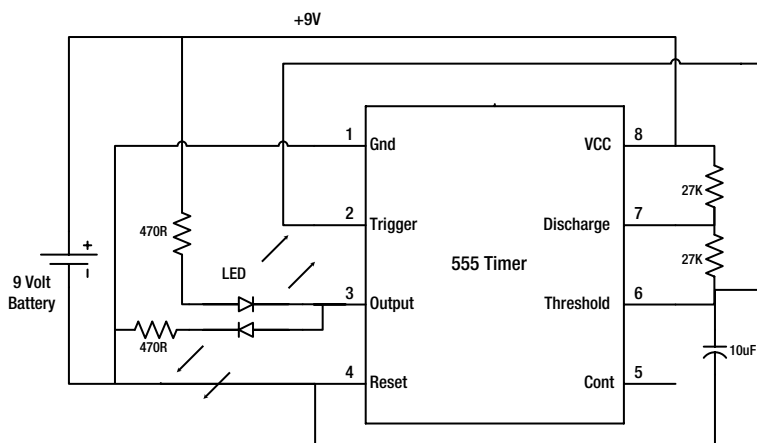 +9V
1
Gnd
VCC
8
27K
470R
2
Trigger
Discharge
7
LED
555 Timer
27K
+
-
9 Volt
Battery
3
Output
Threshold
6
470R
10uF
4
Reset
Cont
5